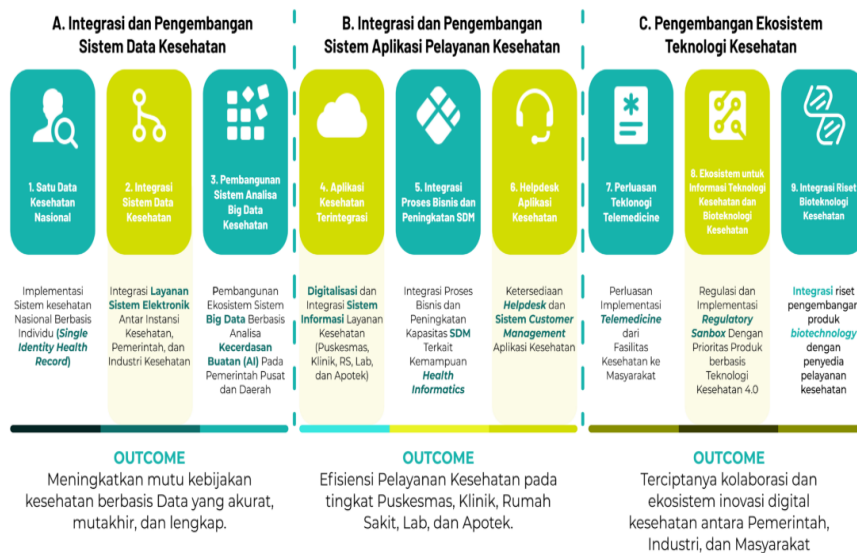 A. Integrasi dan Pengembangan
Sistem Data Kesehatan
1. Satu Data
Kesehatan
Nasional
2. Integrasi
Sistem Data
Kesehatan
3. Pembangunan
Sistem Analisa
Big Data
Kesehatan
Implementasi
Sistem kesehatan
Nasional Berbasis
Individu (Single
Identity Health
Record)
Integrasi Layanan
Sistem Elektronik
Antar Instansi
Kesehatan,
Pemerintah, dan
Industri Kesehatan
Pembangunan
Ekosistem Sistem
Big Data Berbasis
Analisa
Kecerdasan
Buatan (AI) Pada
Pemerintah Pusat
dan Daerah
OUTCOME
Meningkatkan mutu kebijakan
kesehatan berbasis Data yang akurat,
mutakhir, dan lengkap.
B. Integrasi dan Pengembangan
Sistem Aplikasi Pelayanan Kesehatan
4. Aplikasi
Kesehatan
Terintegrasi
5. Integrasi
Proses Bisnis dan
Peningkatan SDM
6. Helpdesk
Aplikasi
Kesehatan
Digitalisasi dan
Integrasi Sistem
Informasi Layanan
Kesehatan
(Puskesmas,
Klinik, RS, Lab,
dan Apotek)
Integrasi Proses
Bisnis dan
Peningkatan
Kapasitas SDM
Terkait
Kemampuan
Health
Informatics
Ketersediaan
Helpdesk dan
Sistem Customer
Management
Aplikasi Kesehatan
OUTCOME
Efisiensi Pelayanan Kesehatan pada
tingkat Puskesmas, Klinik, Rumah
Sakit, Lab, dan Apotek.
C. Pengembangan Ekosistem
Teknologi Kesehatan
7. Perluasan
Teklonogi
Telemedicine
8. Ekosistem untuk
Informasi Teknologi
Kesehatan dan
Bioteknologi
Kesehatan
9. Integrasi Riset
Bioteknologi
Kesehatan
Perluasan
Implementasi
Telemedicine
dari
Fasilitas
Kesehatan ke
Masyarakat
Regulasi dan
Implementasi
Regulatory
Sanbox Dengan
Prioritas Produk
berbasis
Teknologi
Kesehatan 4.0
Integrasi riset
pengembangan
produk
biotechnology
dengan
penyedia
pelayanan
kesehatan
OUTCOME
Terciptanya kolaborasi dan
ekosistem inovasi digital
kesehatan antara Pemerintah,
Industri, dan Masyarakat